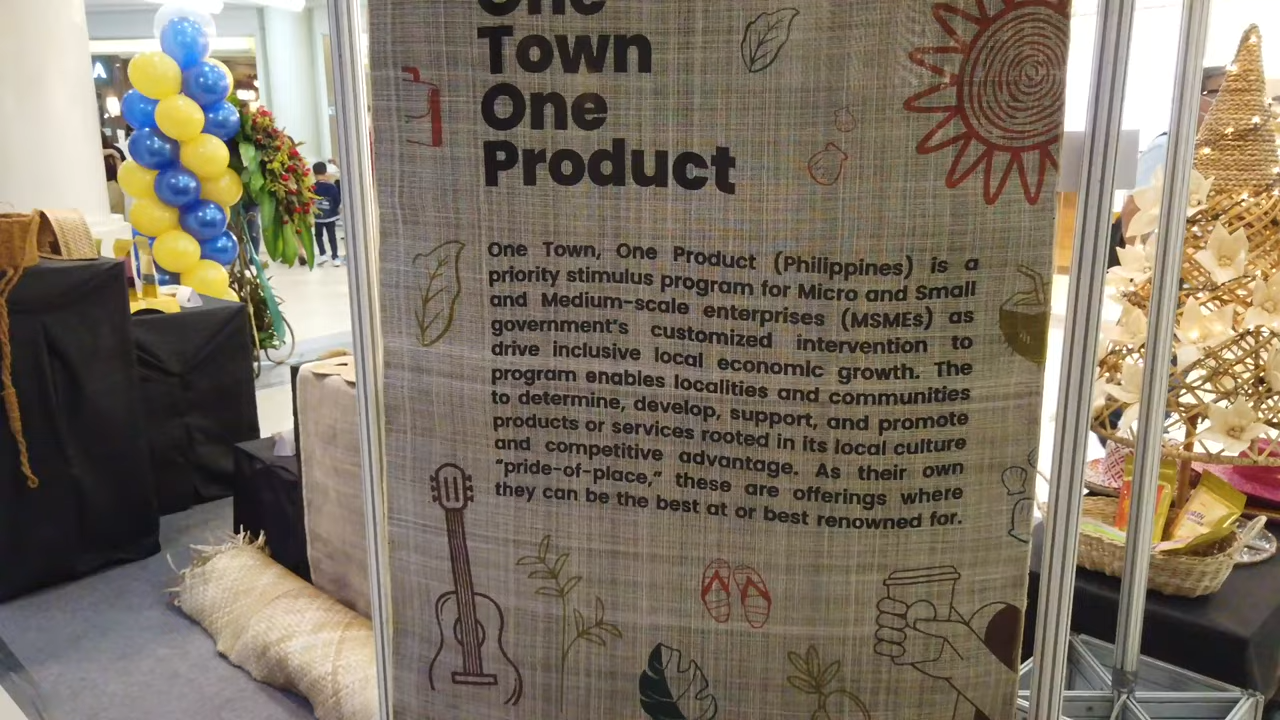 One
Town
One
Product
One Town, One Product (Philippines) is a
priority stimulus program for Micro and Small
and Medium-scale enterprises (MSMEs) as
government's customized intervention to
drive inclusive local economic growth. The
program enables localities and communities
to determine, develop, support, and promote
products or services rooted in its local culture
and competitive advantage. As their own
“pride-of-place,” these are offerings where
they can be the best at or best renowned for.